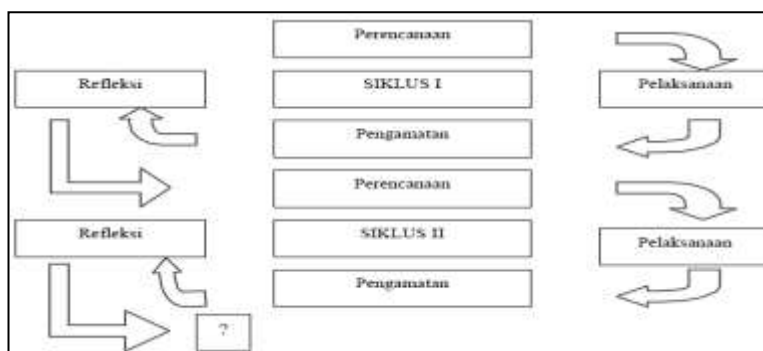 Perencanaan
Refleksi
SIKLUS I
Pelaksanaan
Pengamatan
Perencanaan
Refleksi
SIKLUS II
Pelaksanaan
Pengamatan
?